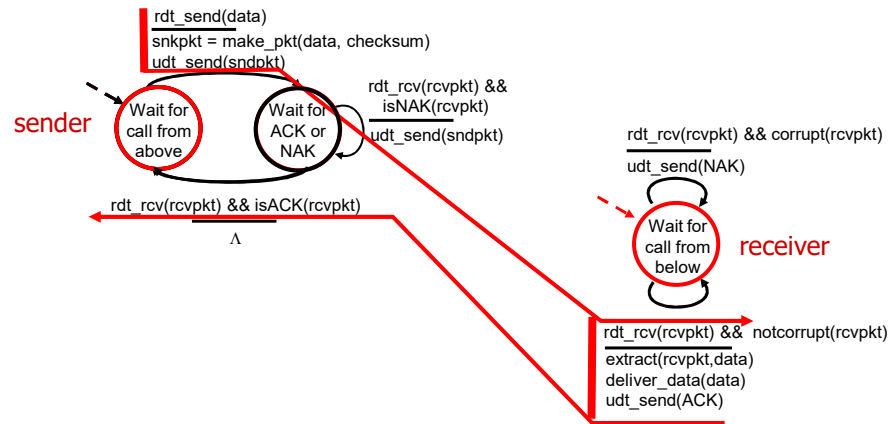 rdt_send(data)
snkpkt = make_pkt(data, checksum)
udt_send(sndpkt)
sender
Wait for
call from
above
Wait for
ACK or
NAK
rdt_rcv(rcvpkt) &&
isNAK(rcvpkt)
udt_send(sndpkt)
rdt_rcv(rcvpkt) && isACK(rcvpkt)
Λ
rdt_rcv(rcvpkt) && corrupt(rcvpkt)
udt_send(NAK)
Wait for
call from
below
receiver
rdt_rcv(rcvpkt) && notcorrupt(rcvpkt)
extract(rcvpkt,data)
deliver_data(data)
udt_send(ACK)